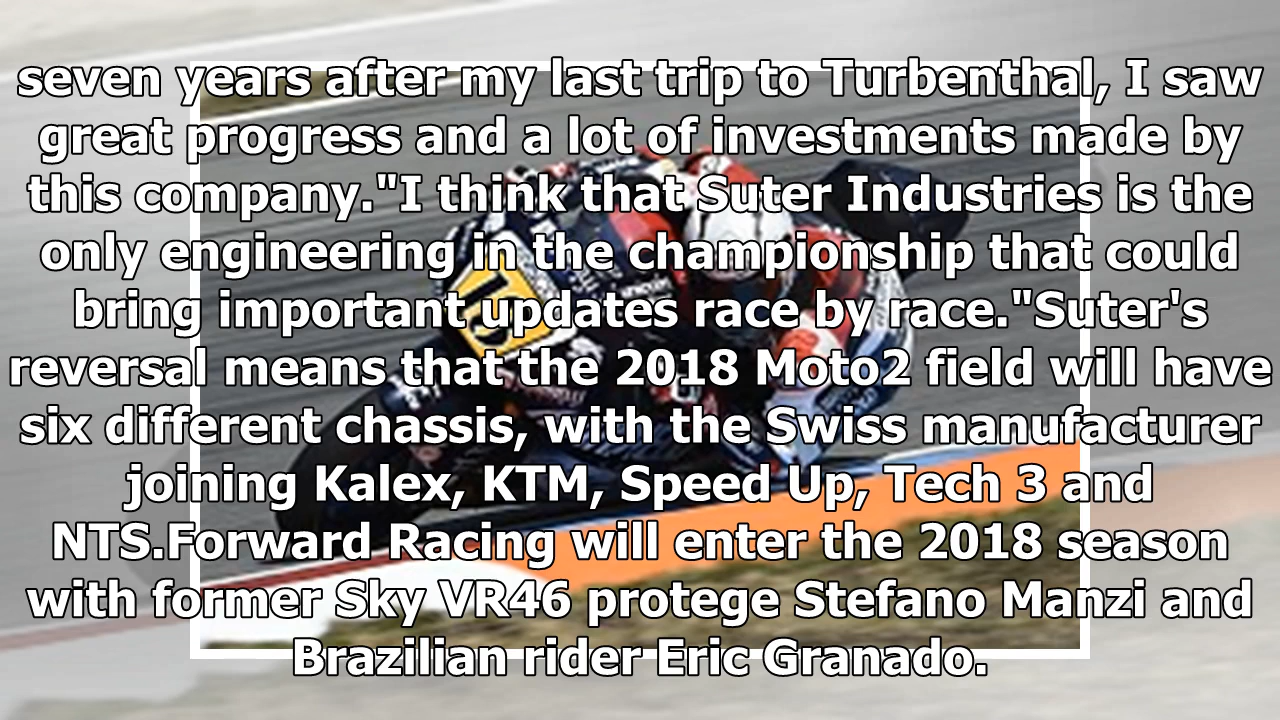 seven years after my last trip to Turbenthal, I saw
great progress and a lot of investments made by
this company."I think that Suter Industries is the
only engineering in the championship that could
bring important updates race by race."Suter's
reversal means that the 2018 Moto2 field will have
six different chassis, with the Swiss manufacturer
joining Kalex, KTM, Speed Up, Tech 3 and
NTS.Forward Racing will enter the 2018 season
with former Sky VR46 protege Stefano Manzi and
Brazilian rider Eric Granado.
19